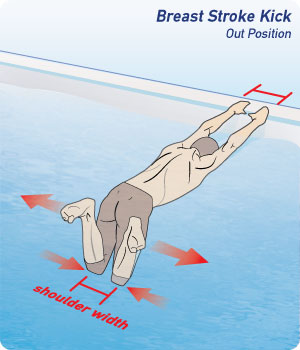 Breast Stroke Kick
Out Position
shoulder width